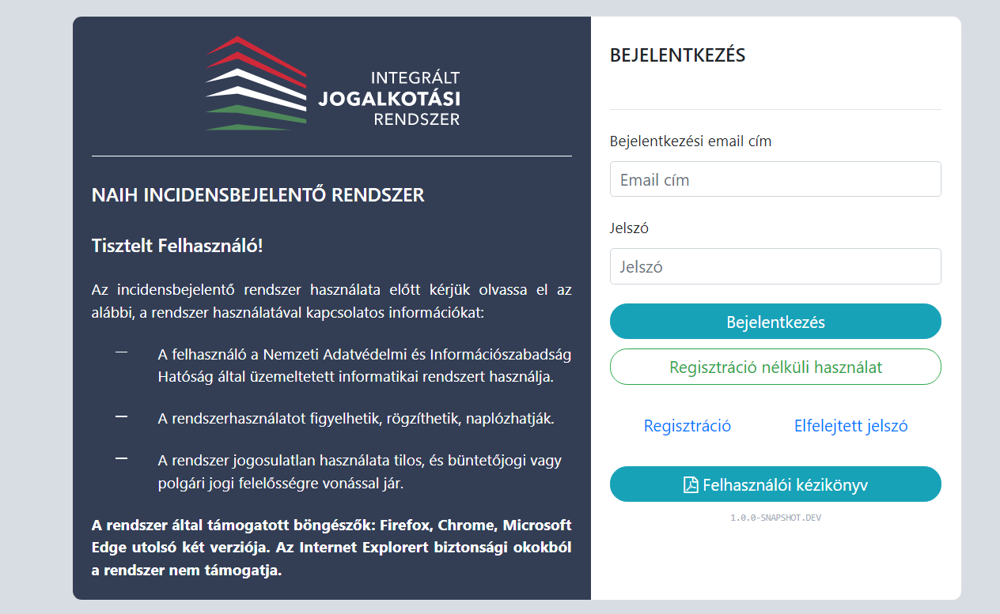 INTEGRÁLT
JOGALKOTÁSI
RENDSZER
NAIH INCIDENSBEJELENTŐ RENDSZER
Tisztelt Felhasználó!
Az incidensbejelentő rendszer használata előtt kérjük olvassa el az
alábbi, a rendszer használatával kapcsolatos információkat:
— A felhasználó a Nemzeti Adatvédelmi és Információszabadság
Hatóság által üzemeltetett informatikai rendszert használja.
— A rendszerhasználatot figyelhetik, rögzíthetik, naplózhatják.
— A rendszer jogosulatlan használata tilos, és büntetőjogi vagy
polgári jogi felelősségre vonással jár.
A rendszer által támogatott böngészők: Firefox, Chrome, Microsoft
Edge utolsó két verziója. Az Internet Explorert biztonsági okokból
a rendszer nem támogatja.
BEJELENTKEZÉS
Bejelentkezési email cím
Email cím
Jelszó
Jelszó
Bejelentkezés
Regisztráció nélküli használat
Regisztráció
Elfelejtett jelszó
Felhasználói kézikönyv
1.0.0-SNAPSHOT.DEV